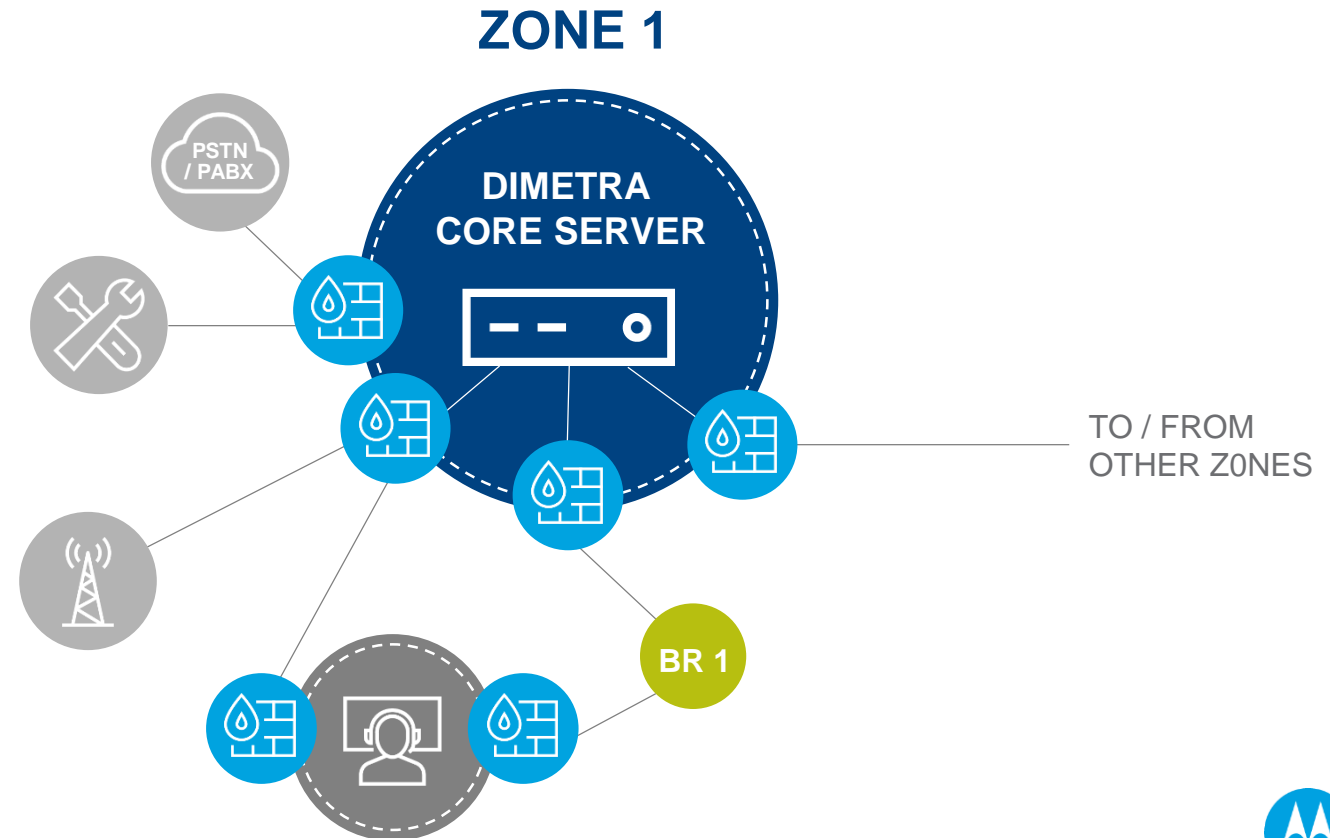 ZONE 1
PSTN
/ PABX
DIMETRA
CORE SERVER
TO / FROM
OTHER Z0NES
BR 1